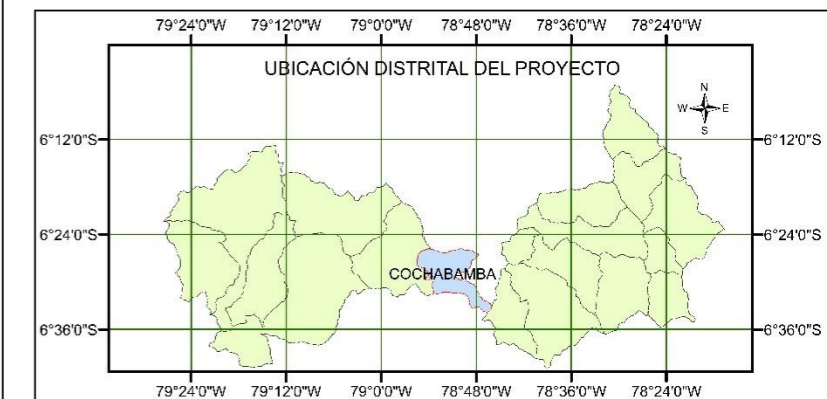 79°24'0"W 79°12'0"W 79°0'0"W 78°48'0"W 78°36'0"W 78°24'0"W
UBICACIÓN DISTRITAL DEL PROYECTO
N
W E
S
6°12'0"S 6°12'0"S
6°24'0"S 6°24'0"S
COCHABAMBA
6°36'0"S 6°36'0"S
79°24'0"W 79°12'0"W 79°0'0"W 78°48'0"W 78°36'0"W 78°24'0"W